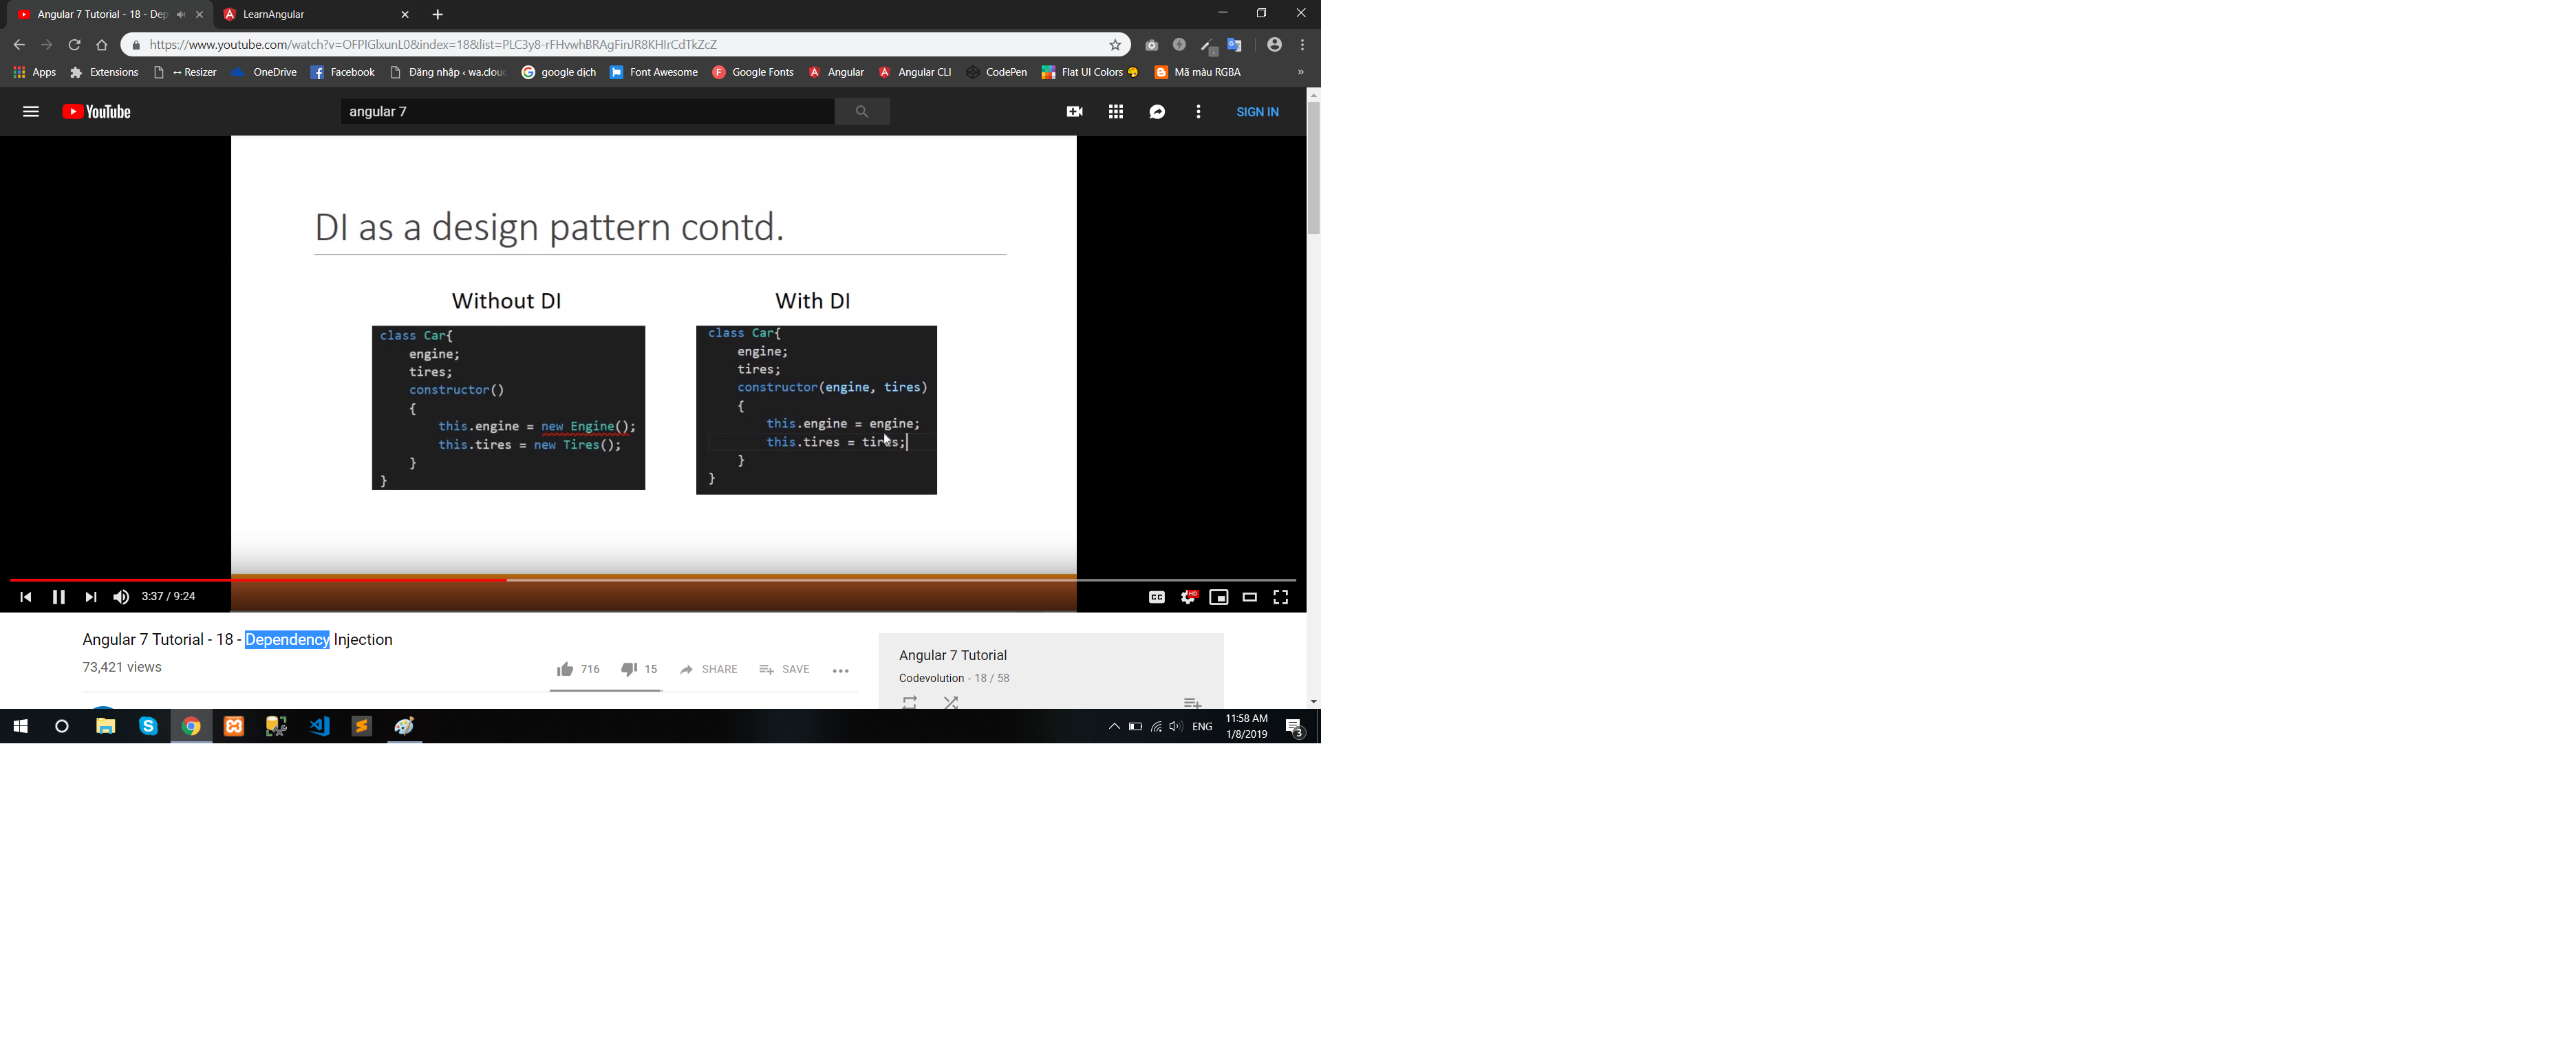 Angular 7 Tutorial - 18 - Dep
LearnAngular
https://www.youtube.com/watch?v=OFPIGlxunL0&index=18&list=PLC3y8-rFHvwhBRAgFinJR8KHIrCdTkZcZ
Apps Extensions ↔ Resizer OneDrive Facebook Đăng nhập ‹ wa.clou google dịch Font Awesome Google Fonts Angular Angular CLI CodePen Flat UI Colors Mã màu RGBA »
YouTube
angular 7
SIGN IN
DI as a design pattern contd.
Without DI
class Car{
engine;
tires;
constructor()
{
this.engine = new Engine();
this.tires = new Tires();
}
}
With DI
class Car{
engine;
tires;
constructor(engine, tires)
{
this.engine = engine;
this.tires = tires;
}
}
3:37 / 9:24
CC
HD
Angular 7 Tutorial - 18 - Dependency Injection
73,421 views
716 15 SHARE SAVE
Angular 7 Tutorial
Codevolution - 18 / 58
ENG
11:58 AM
1/8/2019
3